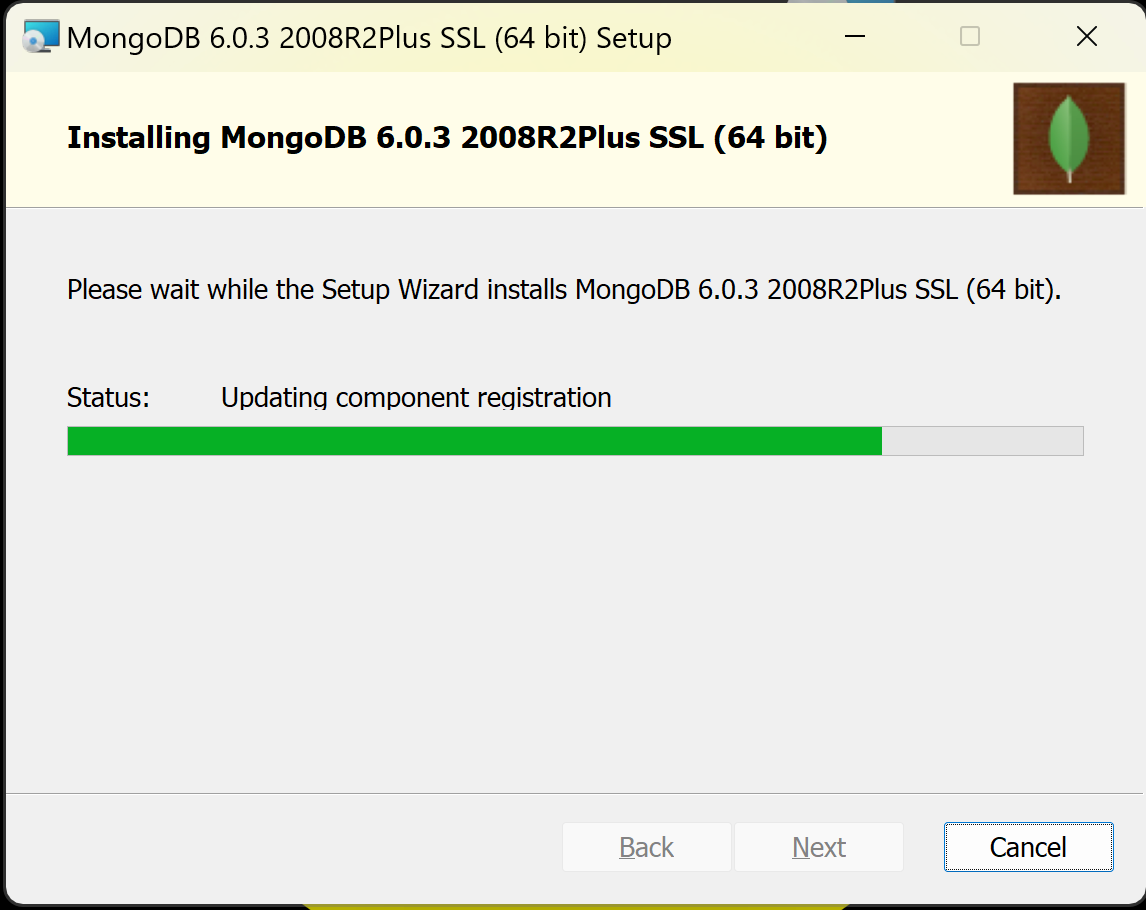 MongoDB 6.0.3 2008R2Plus SSL (64 bit) Setup
Installing MongoDB 6.0.3 2008R2Plus SSL (64 bit)
Please wait while the Setup Wizard installs MongoDB 6.0.3 2008R2Plus SSL (64 bit).
Status: Updating component registration
Back Next Cancel